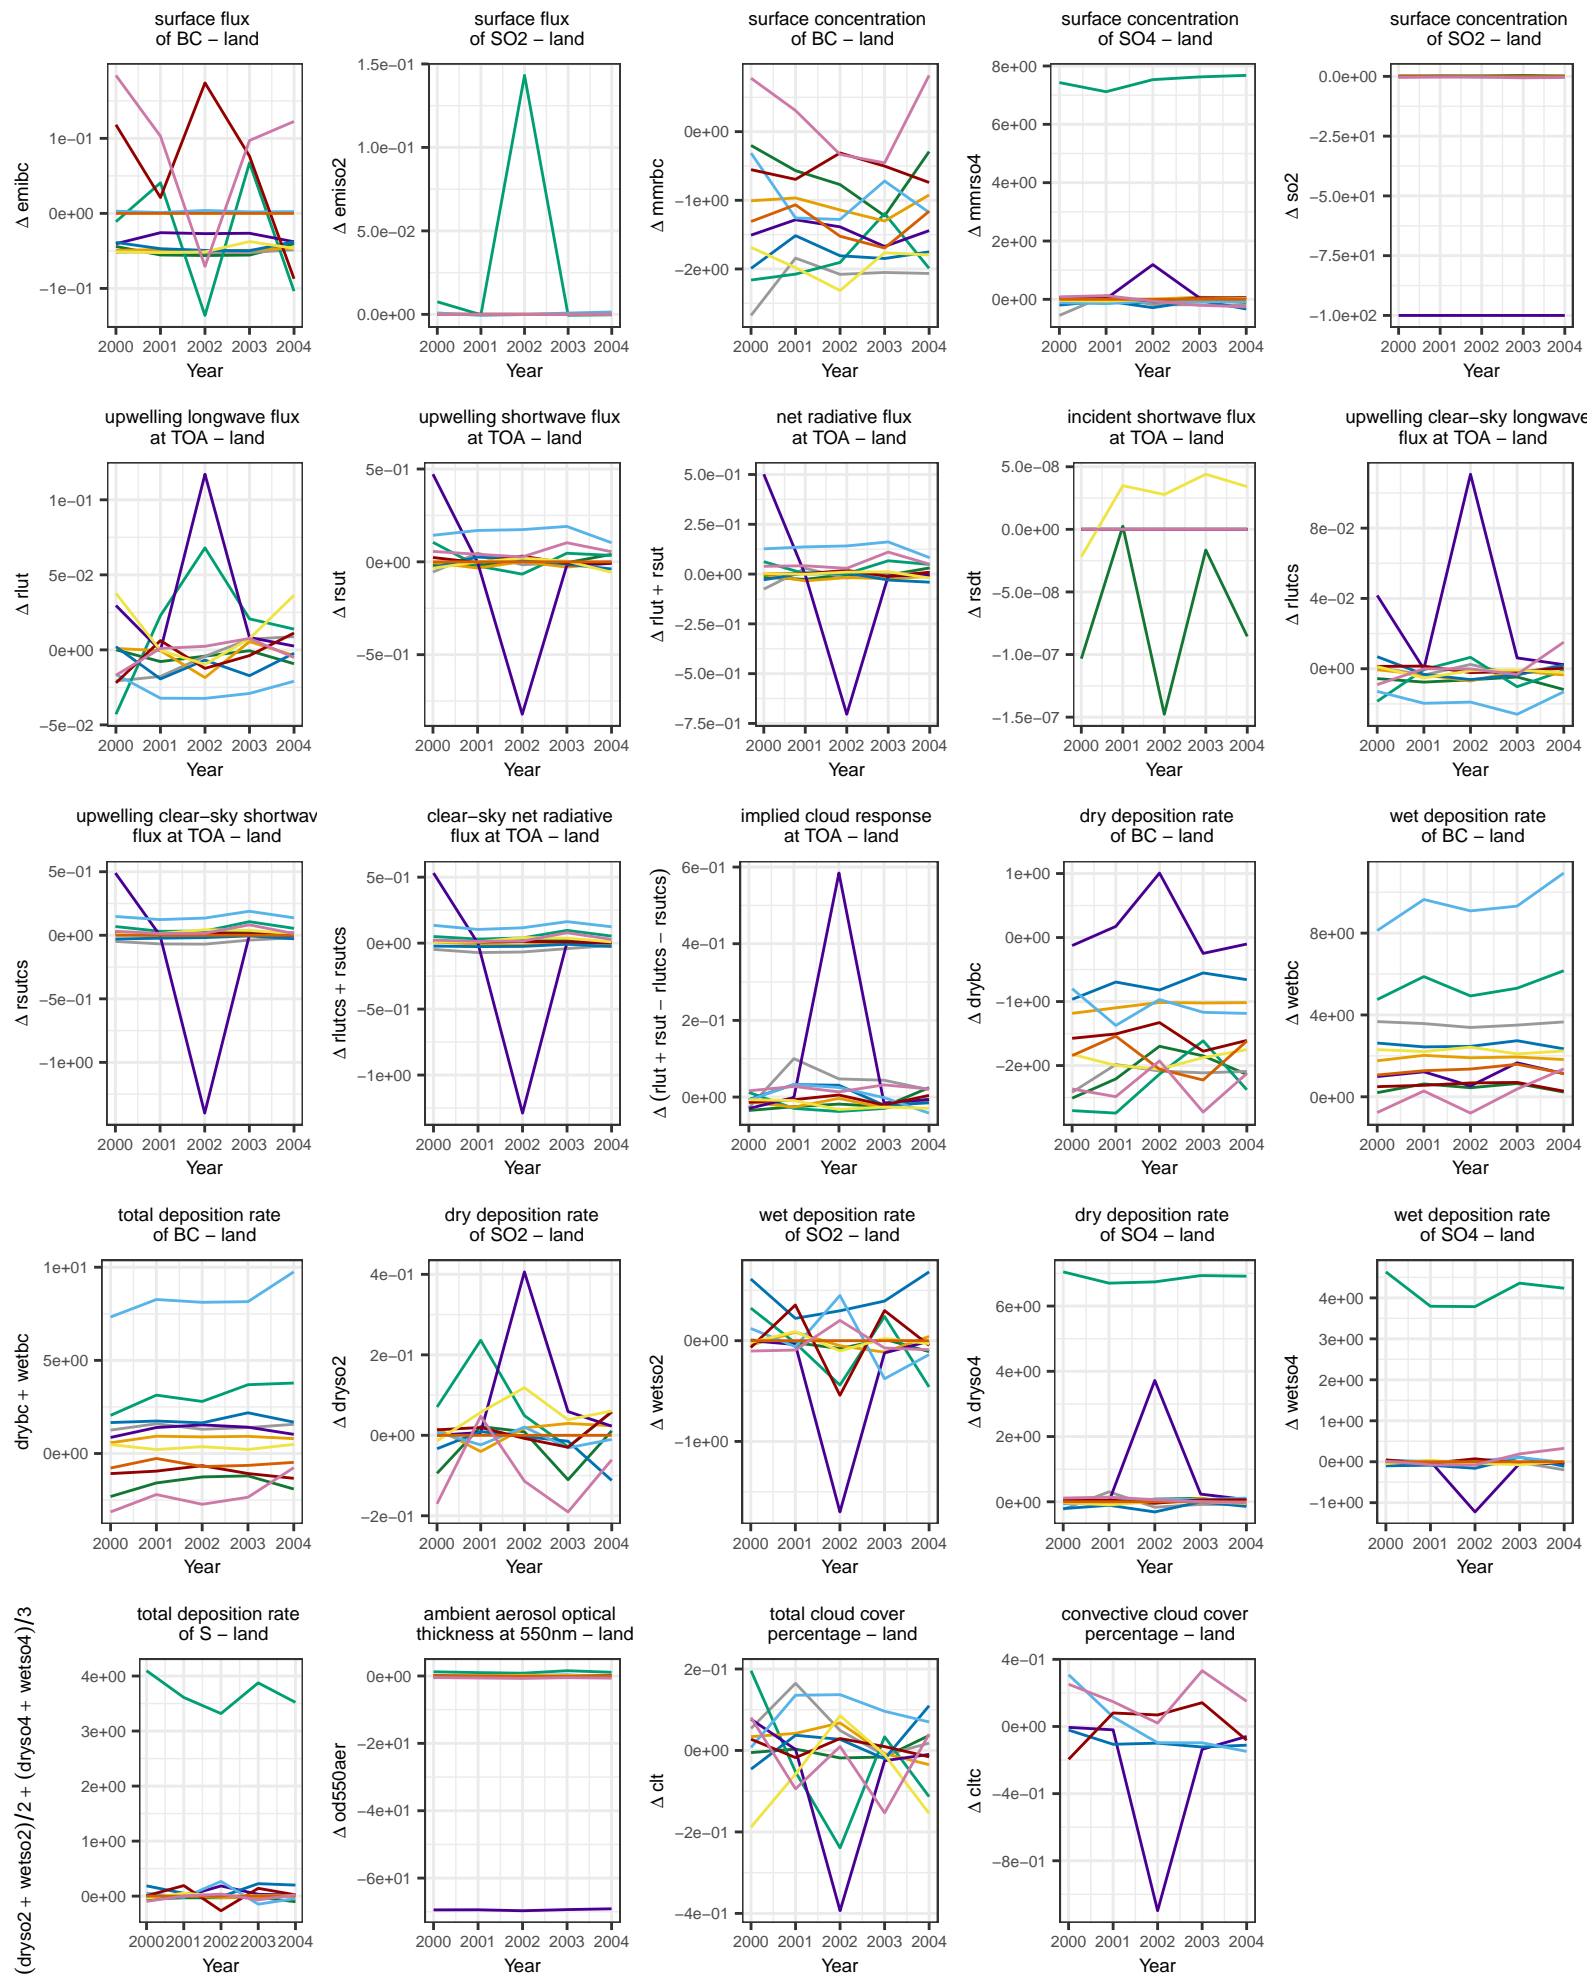 surface flux
of BC − land
surface flux
of SO2 − land
surface concentration
of BC − land
surface concentration
of SO4 − land
surface concentration
of SO2 − land
Δ emibc
1e−01
0e+00
−1e−01
2000 2001 2002 2003 2004
Year
Δ emiso2
1.5e−01
1.0e−01
5.0e−02
0.0e+00
2000 2001 2002 2003 2004
Year
Δ mmrbc
0e+00
−1e+00
−2e+00
2000 2001 2002 2003 2004
Year
Δ mmrso4
8e+00
6e+00
4e+00
2e+00
0e+00
2000 2001 2002 2003 2004
Year
Δ so2
0.0e+00
−2.5e+01
−5.0e+01
−7.5e+01
−1.0e+02
2000 2001 2002 2003 2004
Year
upwelling longwave flux
at TOA − land
upwelling shortwave flux
at TOA − land
net radiative flux
at TOA − land
incident shortwave flux
at TOA − land
upwelling clear−sky longwave
flux at TOA − land
Δ rlut
1e−01
5e−02
0e+00
−5e−02
2000 2001 2002 2003 2004
Year
Δ rsut
5e−01
0e+00
−5e−01
2000 2001 2002 2003 2004
Year
Δ rlut + rsut
5.0e−01
2.5e−01
0.0e+00
−2.5e−01
−5.0e−01
−7.5e−01
2000 2001 2002 2003 2004
Year
Δ rsdt
5.0e−08
0.0e+00
−5.0e−08
−1.0e−07
−1.5e−07
2000 2001 2002 2003 2004
Year
Δ rlutcs
8e−02
4e−02
0e+00
2000 2001 2002 2003 2004
Year
upwelling clear−sky shortwav
flux at TOA − land
clear−sky net radiative
flux at TOA − land
implied cloud response
at TOA − land
dry deposition rate
of BC − land
wet deposition rate
of BC − land
Δ rsutcs
5e−01
0e+00
−5e−01
−1e+00
2000 2001 2002 2003 2004
Year
Δ rlutcs + rsutcs
5e−01
0e+00
−5e−01
−1e+00
2000 2001 2002 2003 2004
Year
Δ (rlut + rsut − rlutcs − rsutcs)
6e−01
4e−01
2e−01
0e+00
2000 2001 2002 2003 2004
Year
Δ drybc
1e+00
0e+00
−1e+00
−2e+00
2000 2001 2002 2003 2004
Year
Δ wetbc
8e+00
4e+00
0e+00
2000 2001 2002 2003 2004
Year
total deposition rate
of BC − land
dry deposition rate
of SO2 − land
wet deposition rate
of SO2 − land
dry deposition rate
of SO4 − land
wet deposition rate
of SO4 − land
drybc + wetbc
1e+01
5e+00
0e+00
2000 2001 2002 2003 2004
Year
Δ dryso2
4e−01
2e−01
0e+00
−2e−01
2000 2001 2002 2003 2004
Year
Δ wetso2
0e+00
−1e+00
2000 2001 2002 2003 2004
Year
Δ dryso4
6e+00
4e+00
2e+00
0e+00
2000 2001 2002 2003 2004
Year
Δ wetso4
4e+00
3e+00
2e+00
1e+00
0e+00
−1e+00
2000 2001 2002 2003 2004
Year
total deposition rate
of S − land
ambient aerosol optical
thickness at 550nm − land
total cloud cover
percentage − land
convective cloud cover
percentage − land
(dryso2 + wetso2)/2 + (dryso4 + wetso4)/3
4e+00
3e+00
2e+00
1e+00
0e+00
2000 2001 2002 2003 2004
Year
Δ od550aer
0e+00
−2e+01
−4e+01
−6e+01
2000 2001 2002 2003 2004
Year
Δ clt
2e−01
0e+00
−2e−01
−4e−01
2000 2001 2002 2003 2004
Year
Δ cltc
4e−01
0e+00
−4e−01
−8e−01
2000 2001 2002 2003 2004
Year